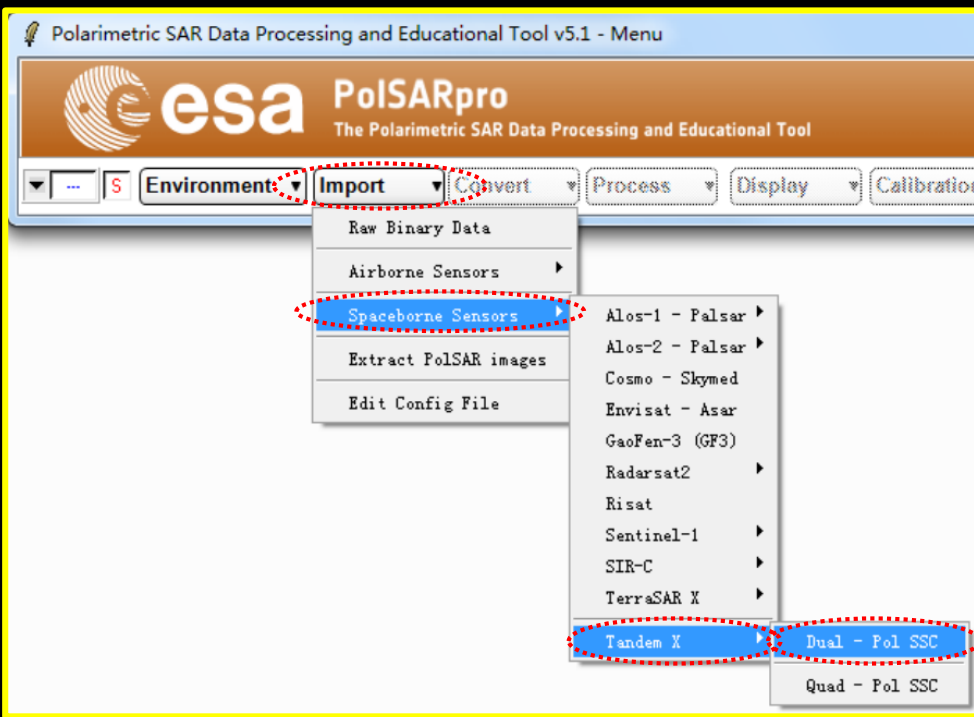 Polarimetric SAR Data Processing and Educational Tool v5.1 - Menu
esa PolSARpro
The Polarimetric SAR Data Processing and Educational Tool
--- S Environment Import Convert Process Display Calibration
Raw Binary Data
Airborne Sensors
Spaceborne Sensors
Extract PolSAR images
Edit Config File
Alos-1 - Palsar
Alos-2 - Palsar
Cosmo - Skymed
Envisat - Asar
GaoFen-3 (GF3)
Radarsat2
Risat
Sentinel-1
SIR-C
TerraSAR X
Tandem X
Dual - Pol SSC
Quad - Pol SSC